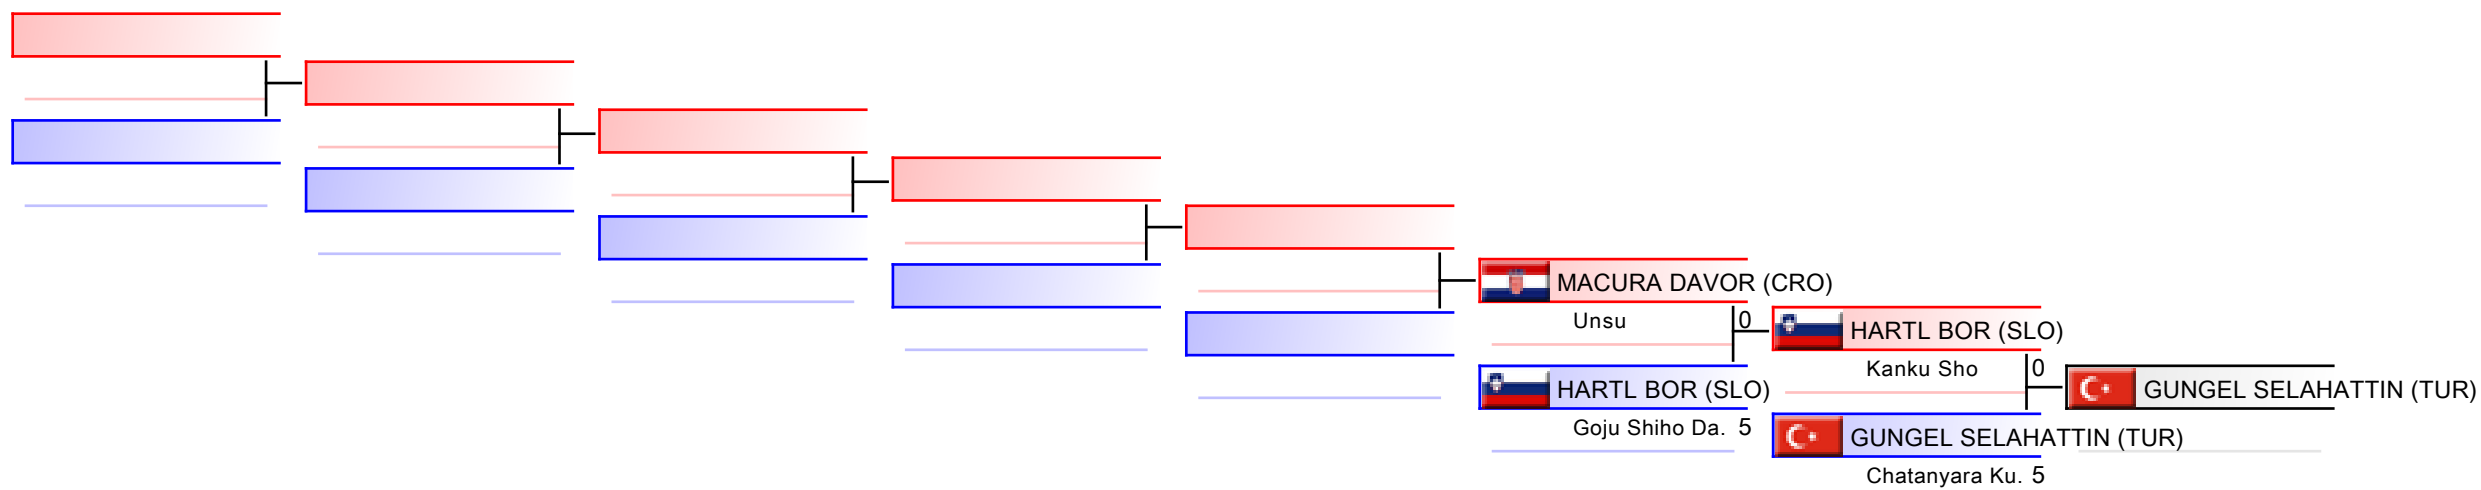 MACURA DAVOR (CRO)
Unsu 0
HARTL BOR (SLO)
Goju Shiho Da. 5
HARTL BOR (SLO)
Kanku Sho 0
GUNGEL SELAHATTIN (TUR)
Chatanyara Ku. 5
GUNGEL SELAHATTIN (TUR)